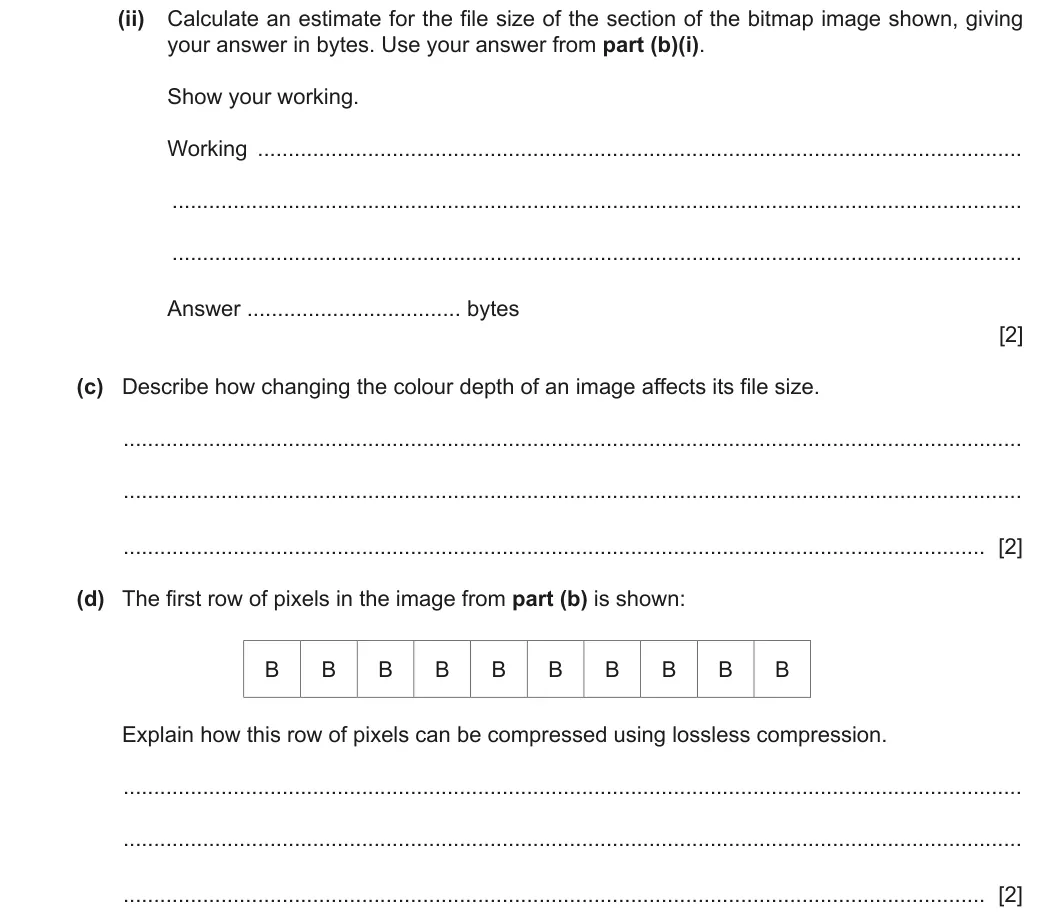 (ii) Calculate an estimate for the file size of the section of the bitmap image shown, giving
your answer in bytes. Use your answer from part (b)(i).
Show your working.
Working ..............................................................................................................................
............................................................................................................................................
............................................................................................................................................
Answer ................................... bytes
[2]
(c) Describe how changing the colour depth of an image affects its file size.
....................................................................................................................................................
....................................................................................................................................................
.............................................................................................................................................. [2]
(d) The first row of pixels in the image from part (b) is shown:
B B B B B B B B B B
Explain how this row of pixels can be compressed using lossless compression.
....................................................................................................................................................
....................................................................................................................................................
.............................................................................................................................................. [2]